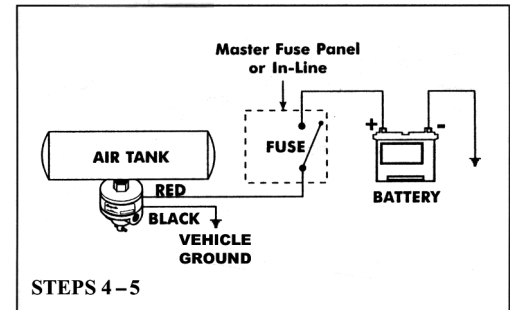 Master Fuse Panel
or In-Line
+ -
FUSE
AIR TANK
BATTERY
RED
BLACK
VEHICLE
GROUND
STEPS 4–5